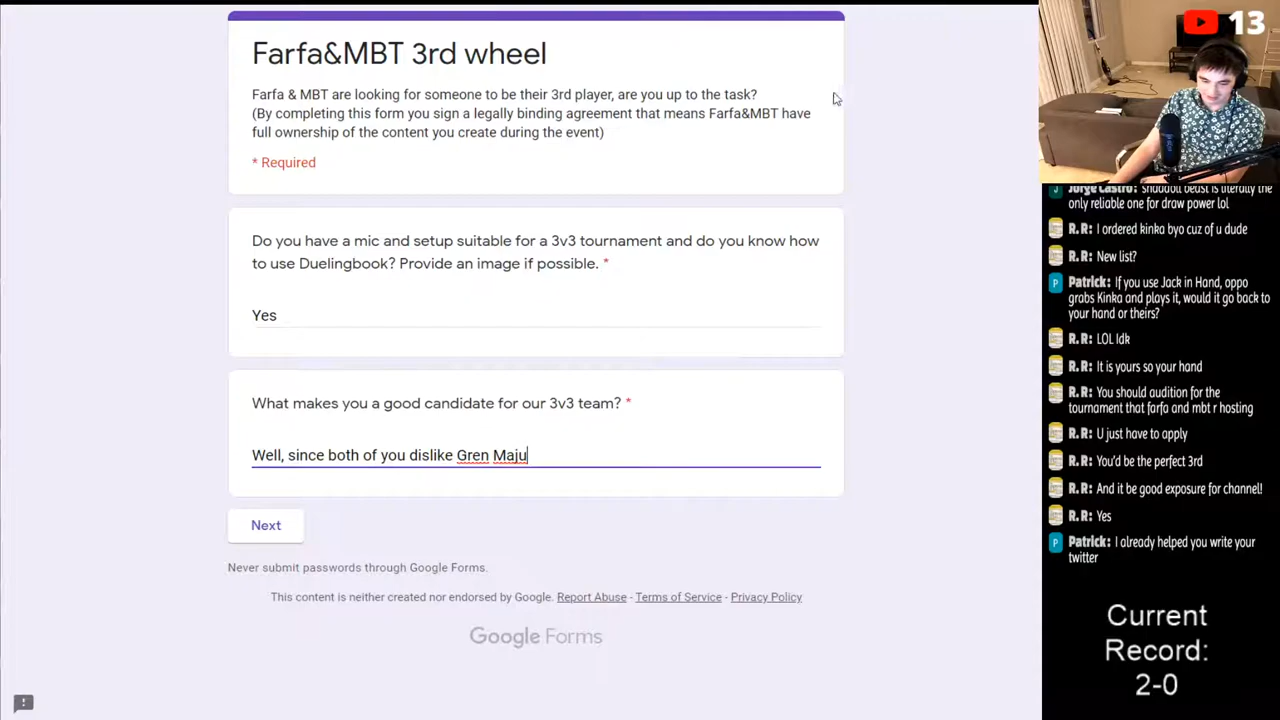 Farfa&MBT 3rd wheel
Farfa & MBT are looking for someone to be their 3rd player, are you up to the task?
(By completing this form you sign a legally binding agreement that means Farfa&MBT have
full ownership of the content you create during the event)
* Required
Do you have a mic and setup suitable for a 3v3 tournament and do you know how
to use Duelingbook? Provide an image if possible. *
Yes
What makes you a good candidate for our 3v3 team? *
Well, since both of you dislike Gren Maju
Next
Never submit passwords through Google Forms.
This content is neither created nor endorsed by Google. Report Abuse - Terms of Service - Privacy Policy
Google Forms
13
J Jorge Castro: Shaddoll beast is literally the
only reliable one for draw power lol
R. R: I ordered kinka byo cuz of u dude
R. R: New list?
P Patrick: If you use Jack in Hand, oppo
grabs Kinka and plays it, would it go back to
your hand or theirs?
R. R: LOL Idk
R. R: It is yours so your hand
R. R: You should audition for the
tournament that farfa and mbt r hosting
R. R: U just have to apply
R. R: You'd be the perfect 3rd
R. R: And it be good exposure for channel!
R. R: Yes
P Patrick: I already helped you write your
twitter
Current
Record:
2-0